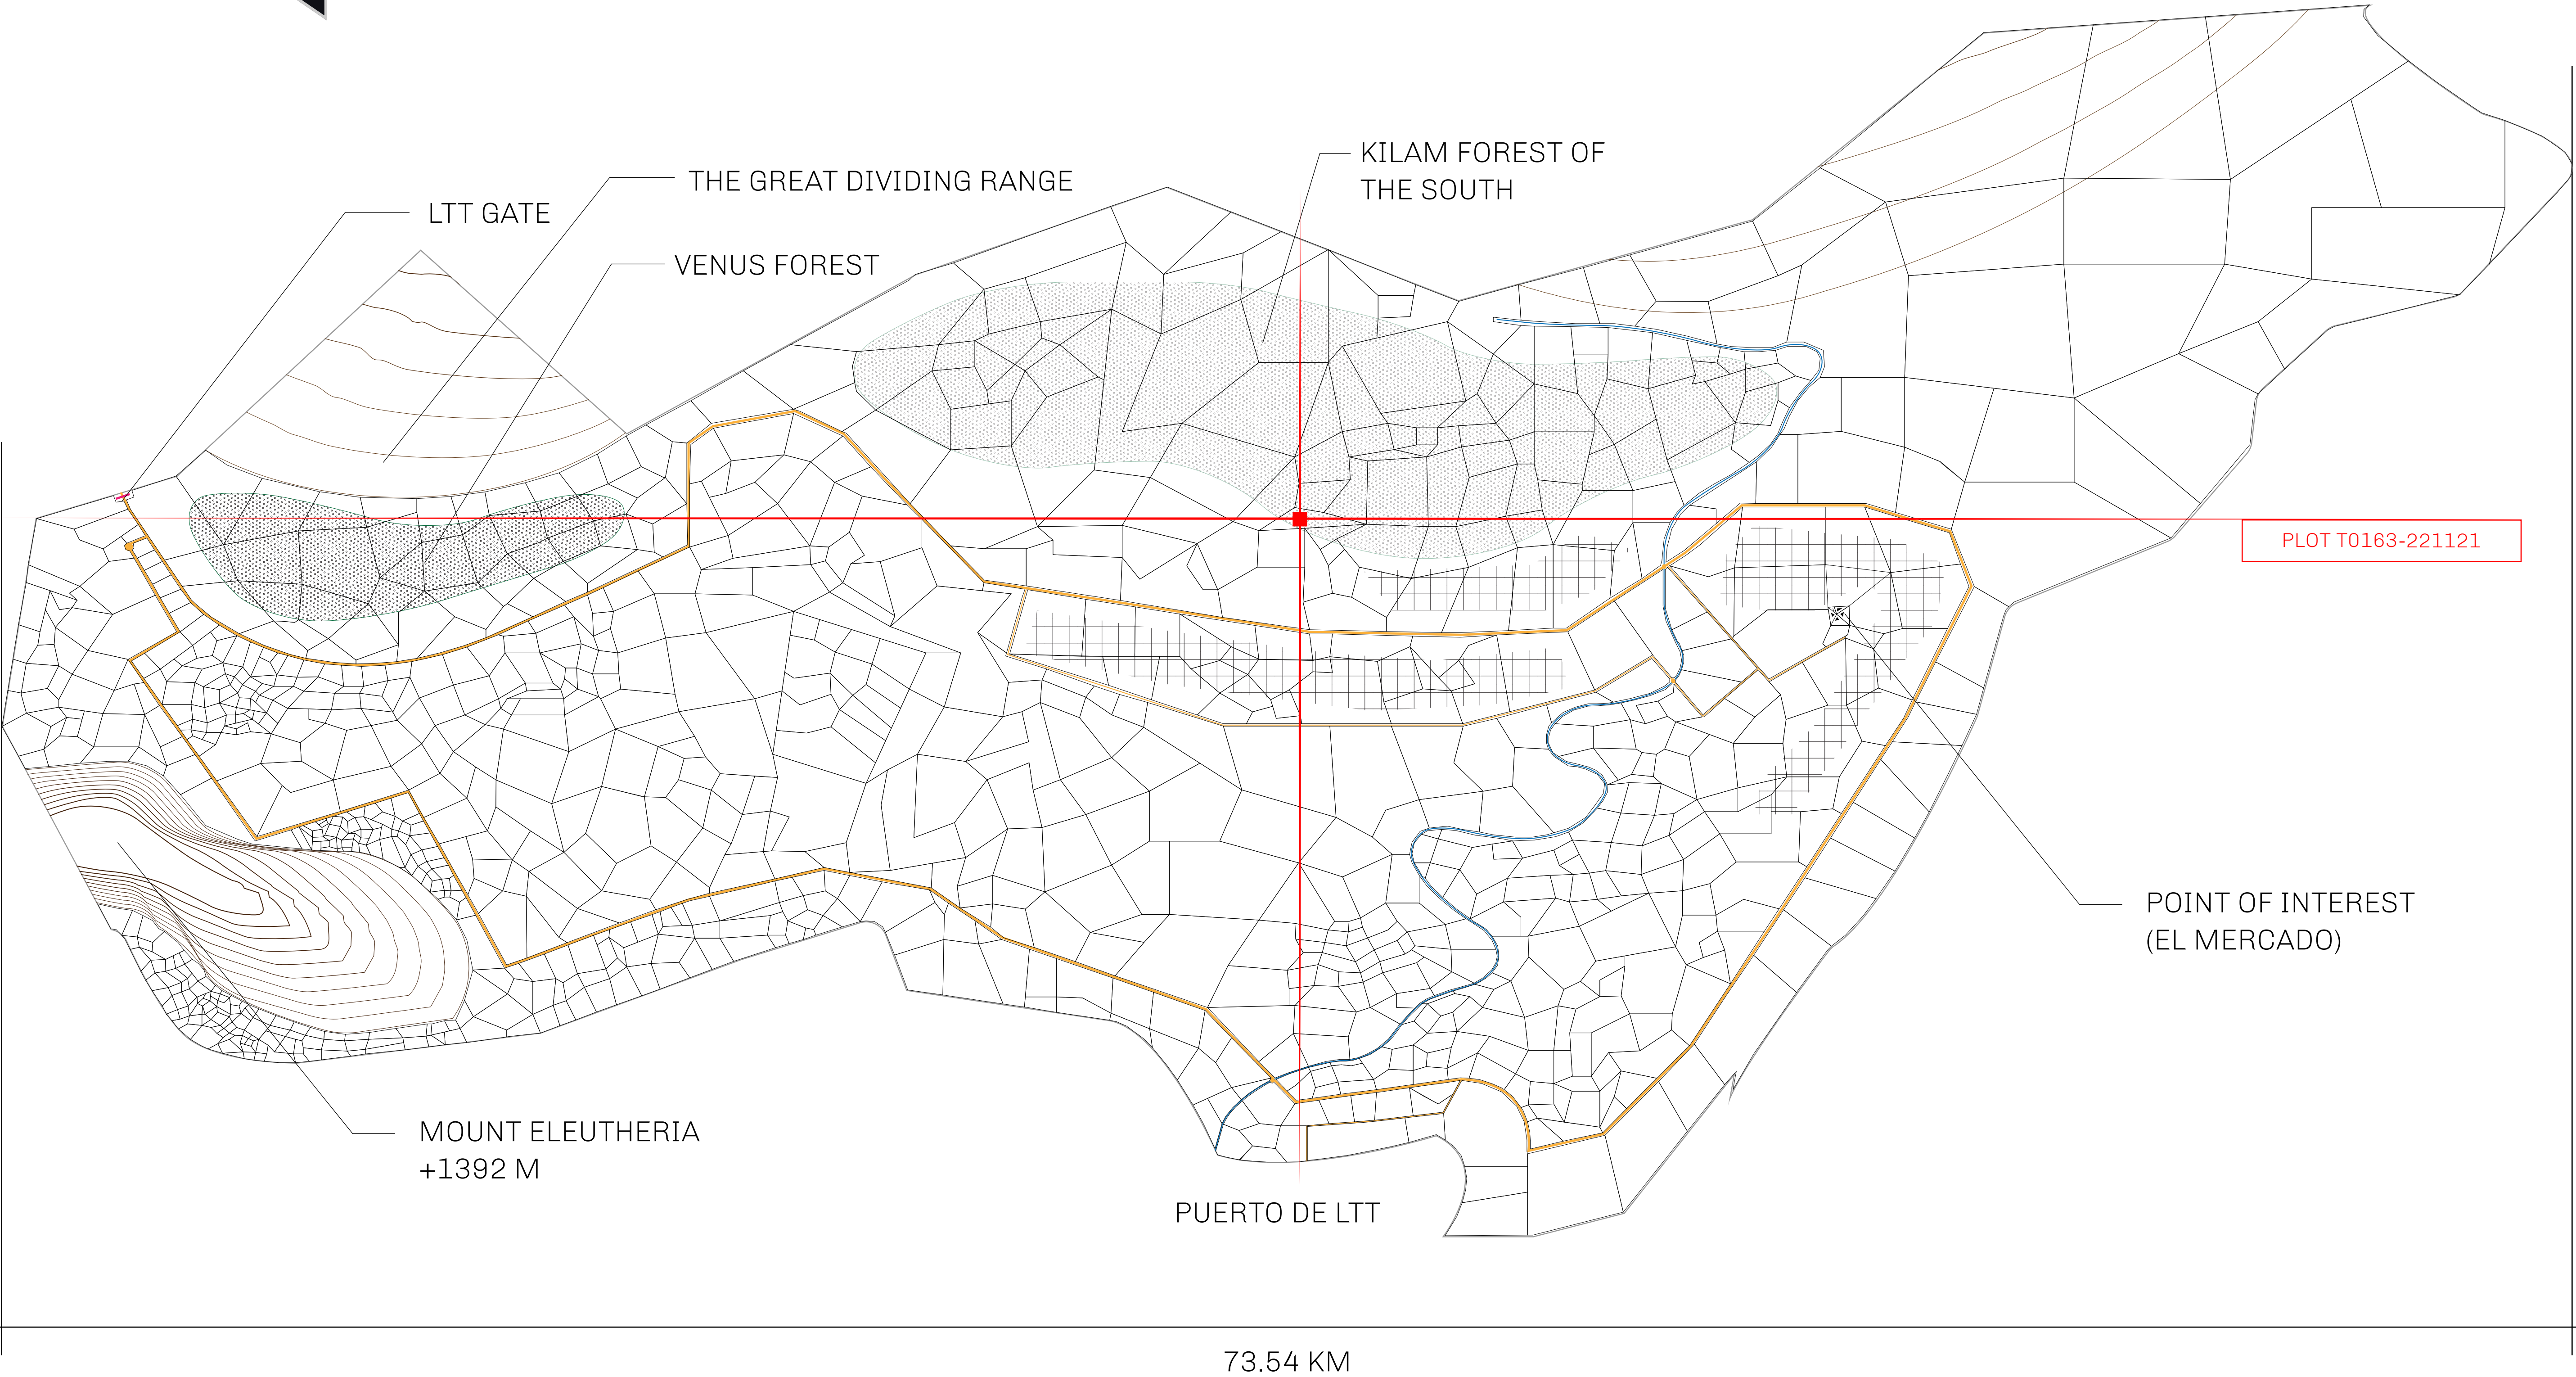 KILAM FOREST OF
THE SOUTH
THE GREAT DIVIDING RANGE
LTT GATE
VENUS FOREST
PLOT T0163-221121
POINT OF INTEREST
(EL MERCADO)
MOUNT ELEUTHERIA
+1392 M
PUERTO DE LTT
73.54 KM